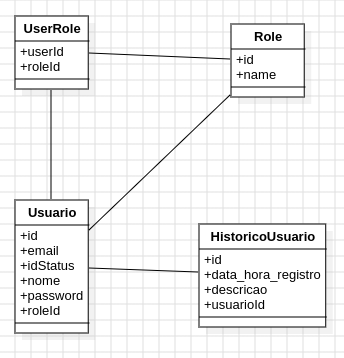 UserRole
+userId
+roleId
Role
+id
+name
Usuario
+id
+email
+idStatus
+nome
+password
+roleId
HistoricoUsuario
+id
+data_hora_registro
+descricao
+usuarioId